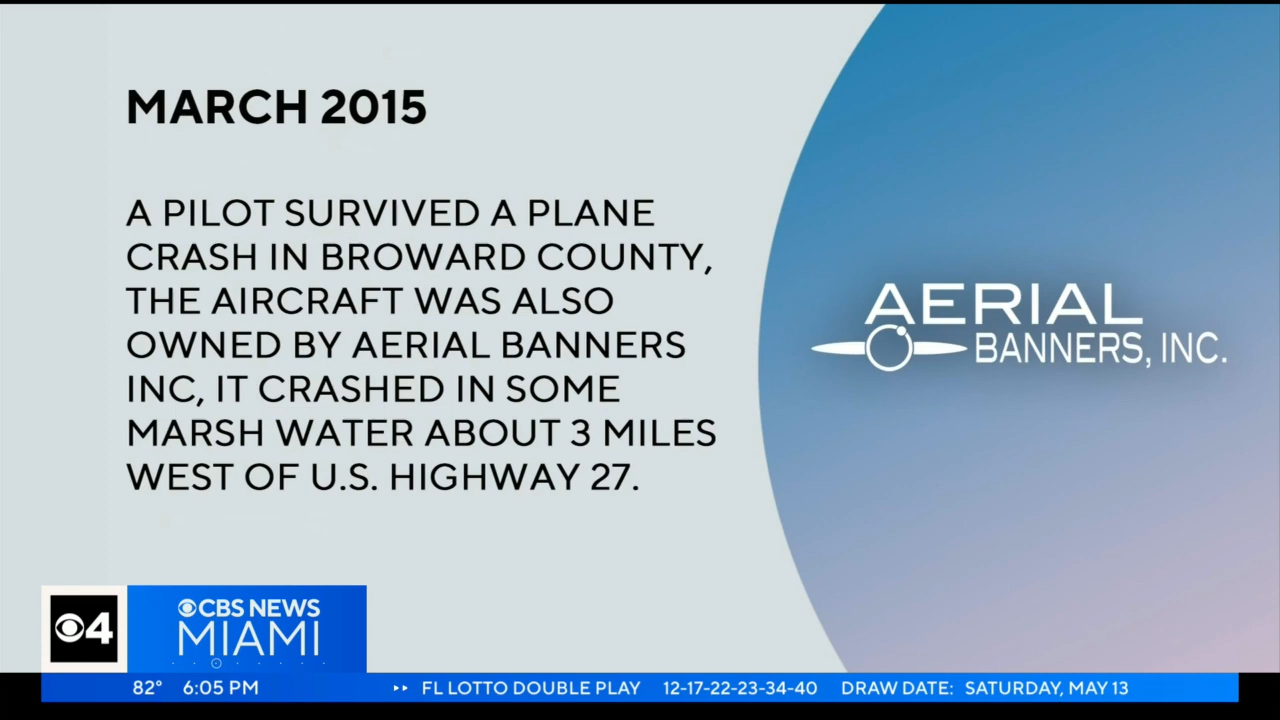 MARCH 2015
A PILOT SURVIVED A PLANE
CRASH IN BROWARD COUNTY,
THE AIRCRAFT WAS ALSO
OWNED BY AERIAL BANNERS
INC, IT CRASHED IN SOME
MARSH WATER ABOUT 3 MILES
WEST OF U.S. HIGHWAY 27.
AERIAL
BANNERS, INC.
4
CBS NEWS
MIAMI
82° 6:05 PM FL LOTTO DOUBLE PLAY 12-17-22-23-34-40 DRAW DATE: SATURDAY, MAY 13